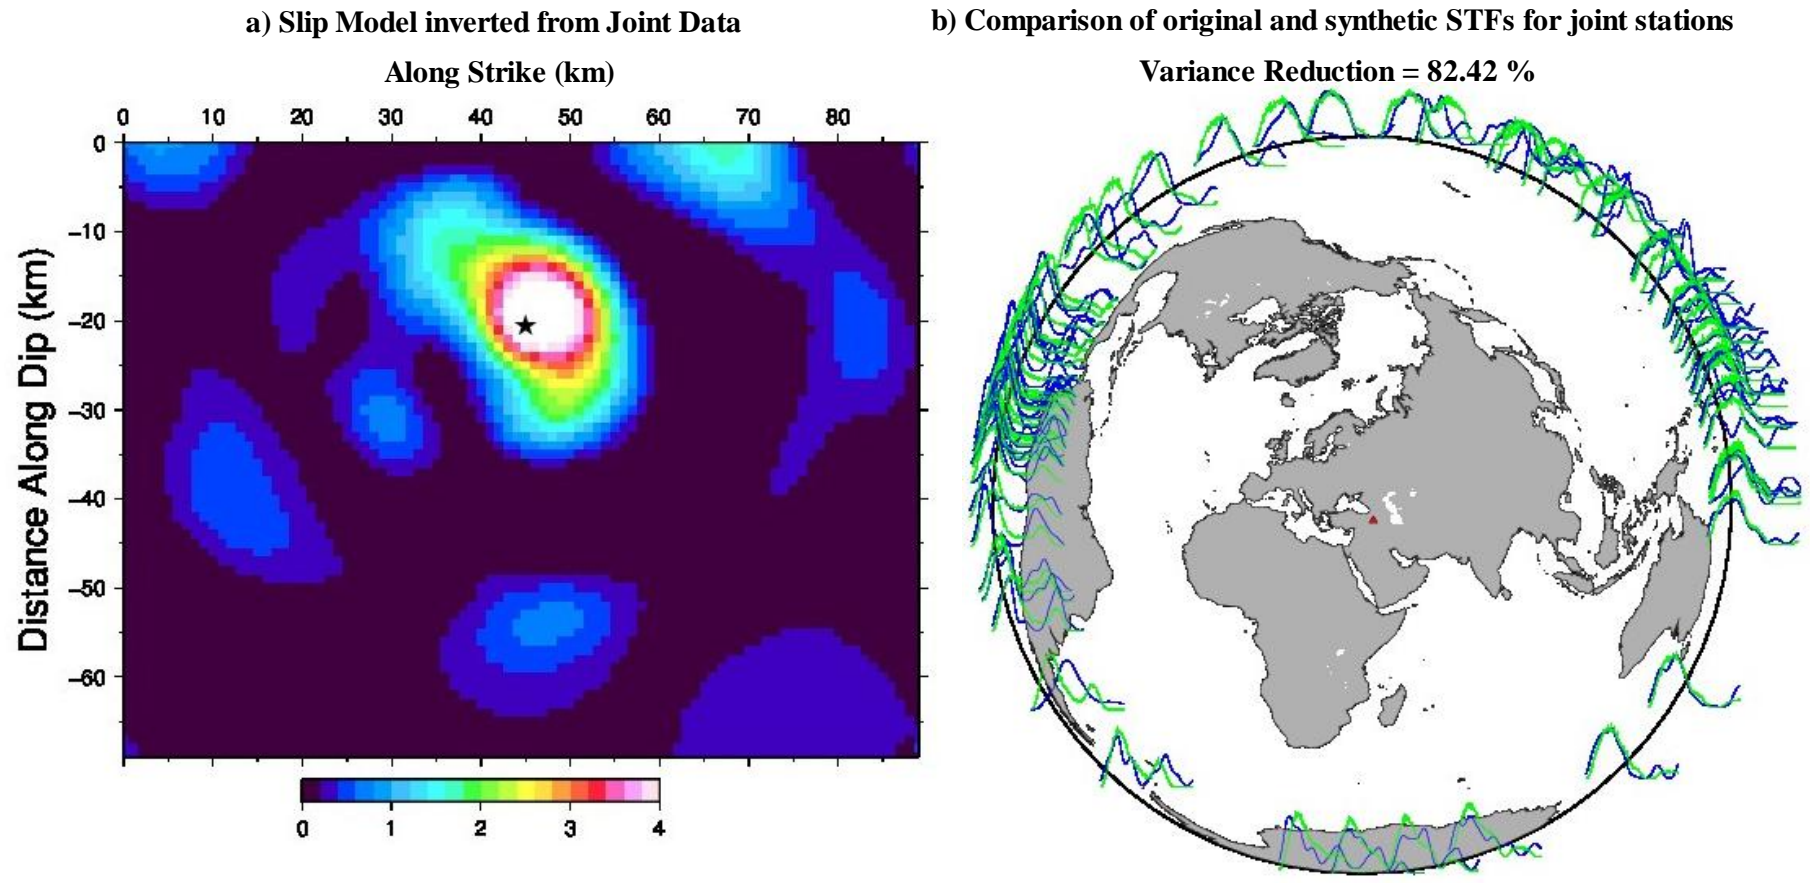 a) Slip Model inverted from Joint Data
Along Strike (km)
0 10 20 30 40 50 60 70 80
Distance Along Dip (km)
0
−10
−20
−30
−40
−50
−60
0 1 2 3 4
b) Comparison of original and synthetic STFs for joint stations
Variance Reduction = 82.42 %